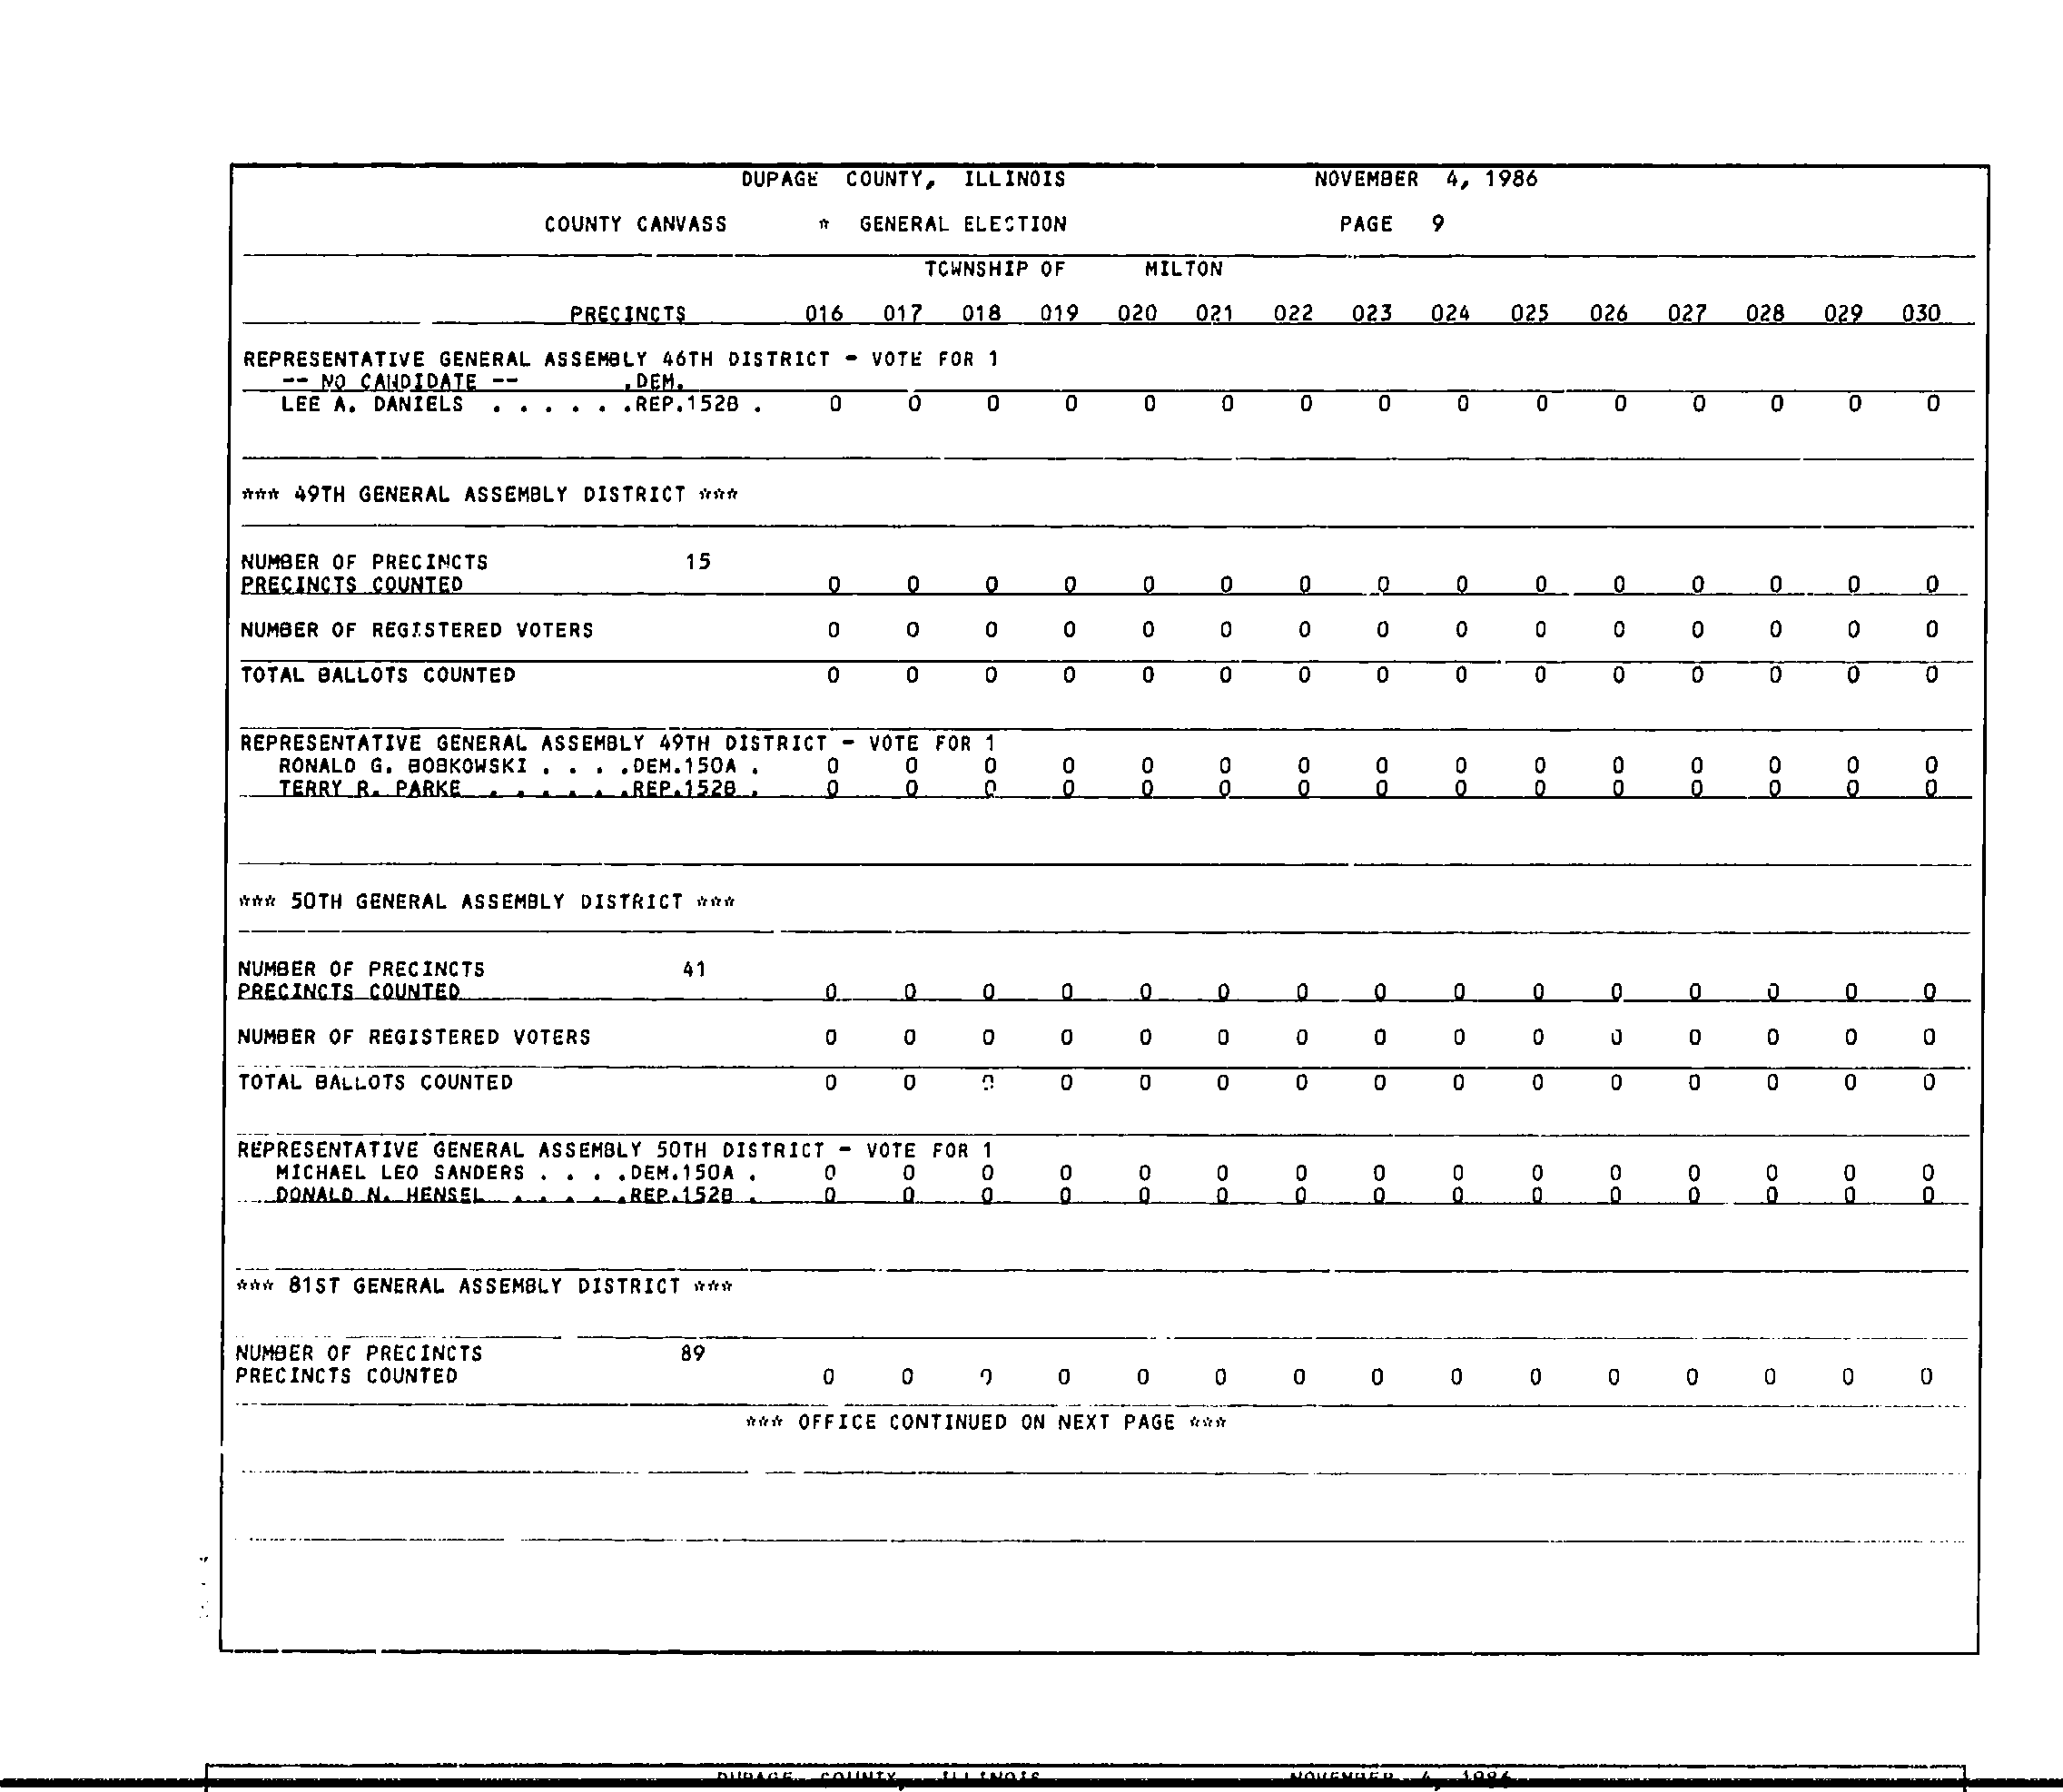 DUPAGE COUNTY, ILLINOIS NOVEMBER 4, 1986
COUNTY CANVASS * GENERAL ELECTION PAGE 9
TOWNSHIP OF MILTON
PRECINCTS 016 017 018 019 020 021 022 023 024 025 026 027 028 029 030
REPRESENTATIVE GENERAL ASSEMBLY 46TH DISTRICT - VOTE FOR 1
-- NO CANDIDATE -- .DEM.
LEE A. DANIELS . . . . . .REP.152B . 0 0 0 0 0 0 0 0 0 0 0 0 0 0 0
*** 49TH GENERAL ASSEMBLY DISTRICT ***
NUMBER OF PRECINCTS 15
PRECINCTS COUNTED 0 0 0 0 0 0 0 0 0 0 0 0 0 0 0
NUMBER OF REGISTERED VOTERS 0 0 0 0 0 0 0 0 0 0 0 0 0 0 0
TOTAL BALLOTS COUNTED 0 0 0 0 0 0 0 0 0 0 0 0 0 0 0
REPRESENTATIVE GENERAL ASSEMBLY 49TH DISTRICT - VOTE FOR 1
RONALD G. BOBKOWSKI . . . .DEM.150A . 0 0 0 0 0 0 0 0 0 0 0 0 0 0 0
TERRY R. PARKE . . . . . .REP.152B . 0 0 0 0 0 0 0 0 0 0 0 0 0 0 0
*** 50TH GENERAL ASSEMBLY DISTRICT ***
NUMBER OF PRECINCTS 41
PRECINCTS COUNTED 0 0 0 0 0 0 0 0 0 0 0 0 0 0 0
NUMBER OF REGISTERED VOTERS 0 0 0 0 0 0 0 0 0 0 0 0 0 0 0
TOTAL BALLOTS COUNTED 0 0 0 0 0 0 0 0 0 0 0 0 0 0 0
REPRESENTATIVE GENERAL ASSEMBLY 50TH DISTRICT - VOTE FOR 1
MICHAEL LEO SANDERS . . . .DEM.150A . 0 0 0 0 0 0 0 0 0 0 0 0 0 0 0
DONALD N. HENSEL . . . . .REP.152B . 0 0 0 0 0 0 0 0 0 0 0 0 0 0 0
*** 81ST GENERAL ASSEMBLY DISTRICT ***
NUMBER OF PRECINCTS 89
PRECINCTS COUNTED 0 0 0 0 0 0 0 0 0 0 0 0 0 0 0
*** OFFICE CONTINUED ON NEXT PAGE ***
DUPAGE COUNTY, ILLINOIS NOVEMBER 4, 1986